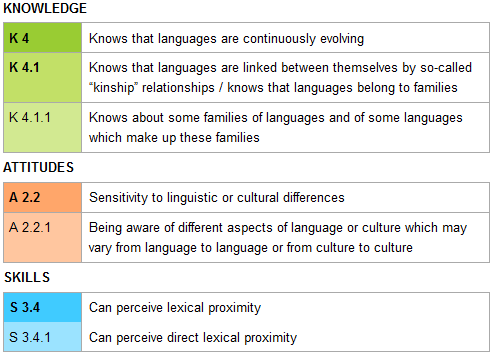 KNOWLEDGE
K 4 Knows that languages are continuously evolving
K 4.1 Knows that languages are linked between themselves by so-called
“kinship” relationships / knows that languages belong to families
K 4.1.1 Knows about some families of languages and of some languages
which make up these families
ATTITUDES
A 2.2 Sensitivity to linguistic or cultural differences
A 2.2.1 Being aware of different aspects of language or culture which may
vary from language to language or from culture to culture
SKILLS
S 3.4 Can perceive lexical proximity
S 3.4.1 Can perceive direct lexical proximity